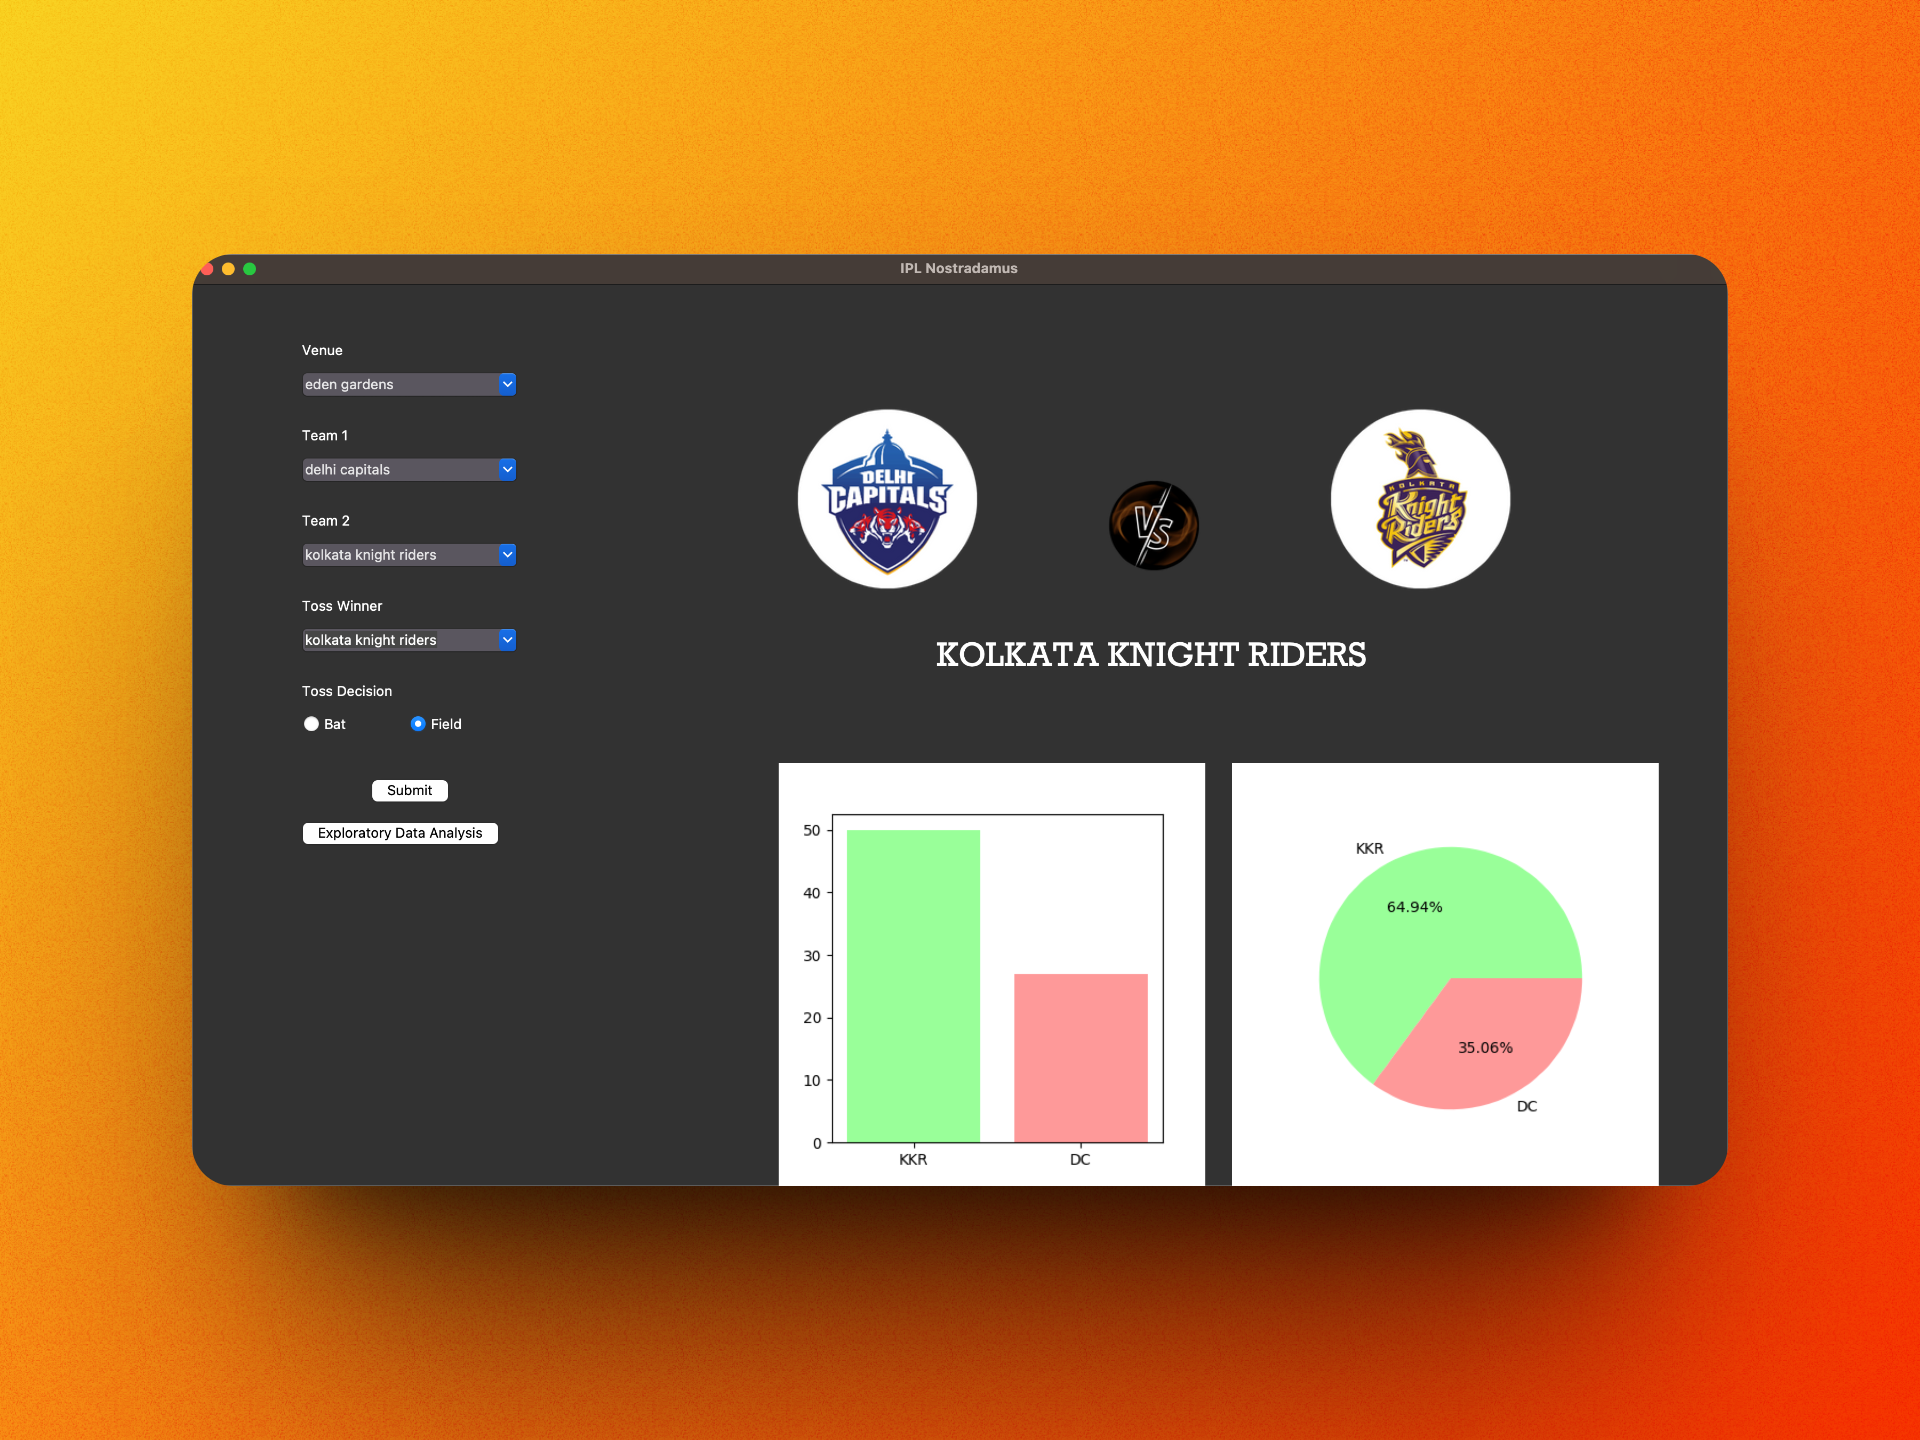 IPL Nostradamus
Venue
eden gardens
Team 1
delhi capitals
Team 2
kolkata knight riders
Toss Winner
kolkata knight riders
Toss Decision
Bat Field
Submit
Exploratory Data Analysis
DELHI
CAPITALS
VS
KOLKATA
Knight
Riders
KOLKATA KNIGHT RIDERS
50
40
30
20
10
0
KKR DC
KKR
64.94%
35.06%
DC